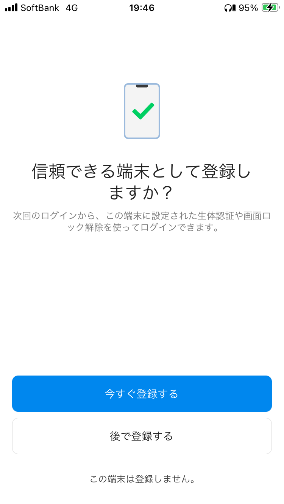 SoftBank 4G 19:46 95%
信頼できる端末として登録し
ますか？
次回のログインから、この端末に設定された生体認証や画面ロ
ック解除を使ってログインできます。
今すぐ登録する
後で登録する
この端末は登録しません。